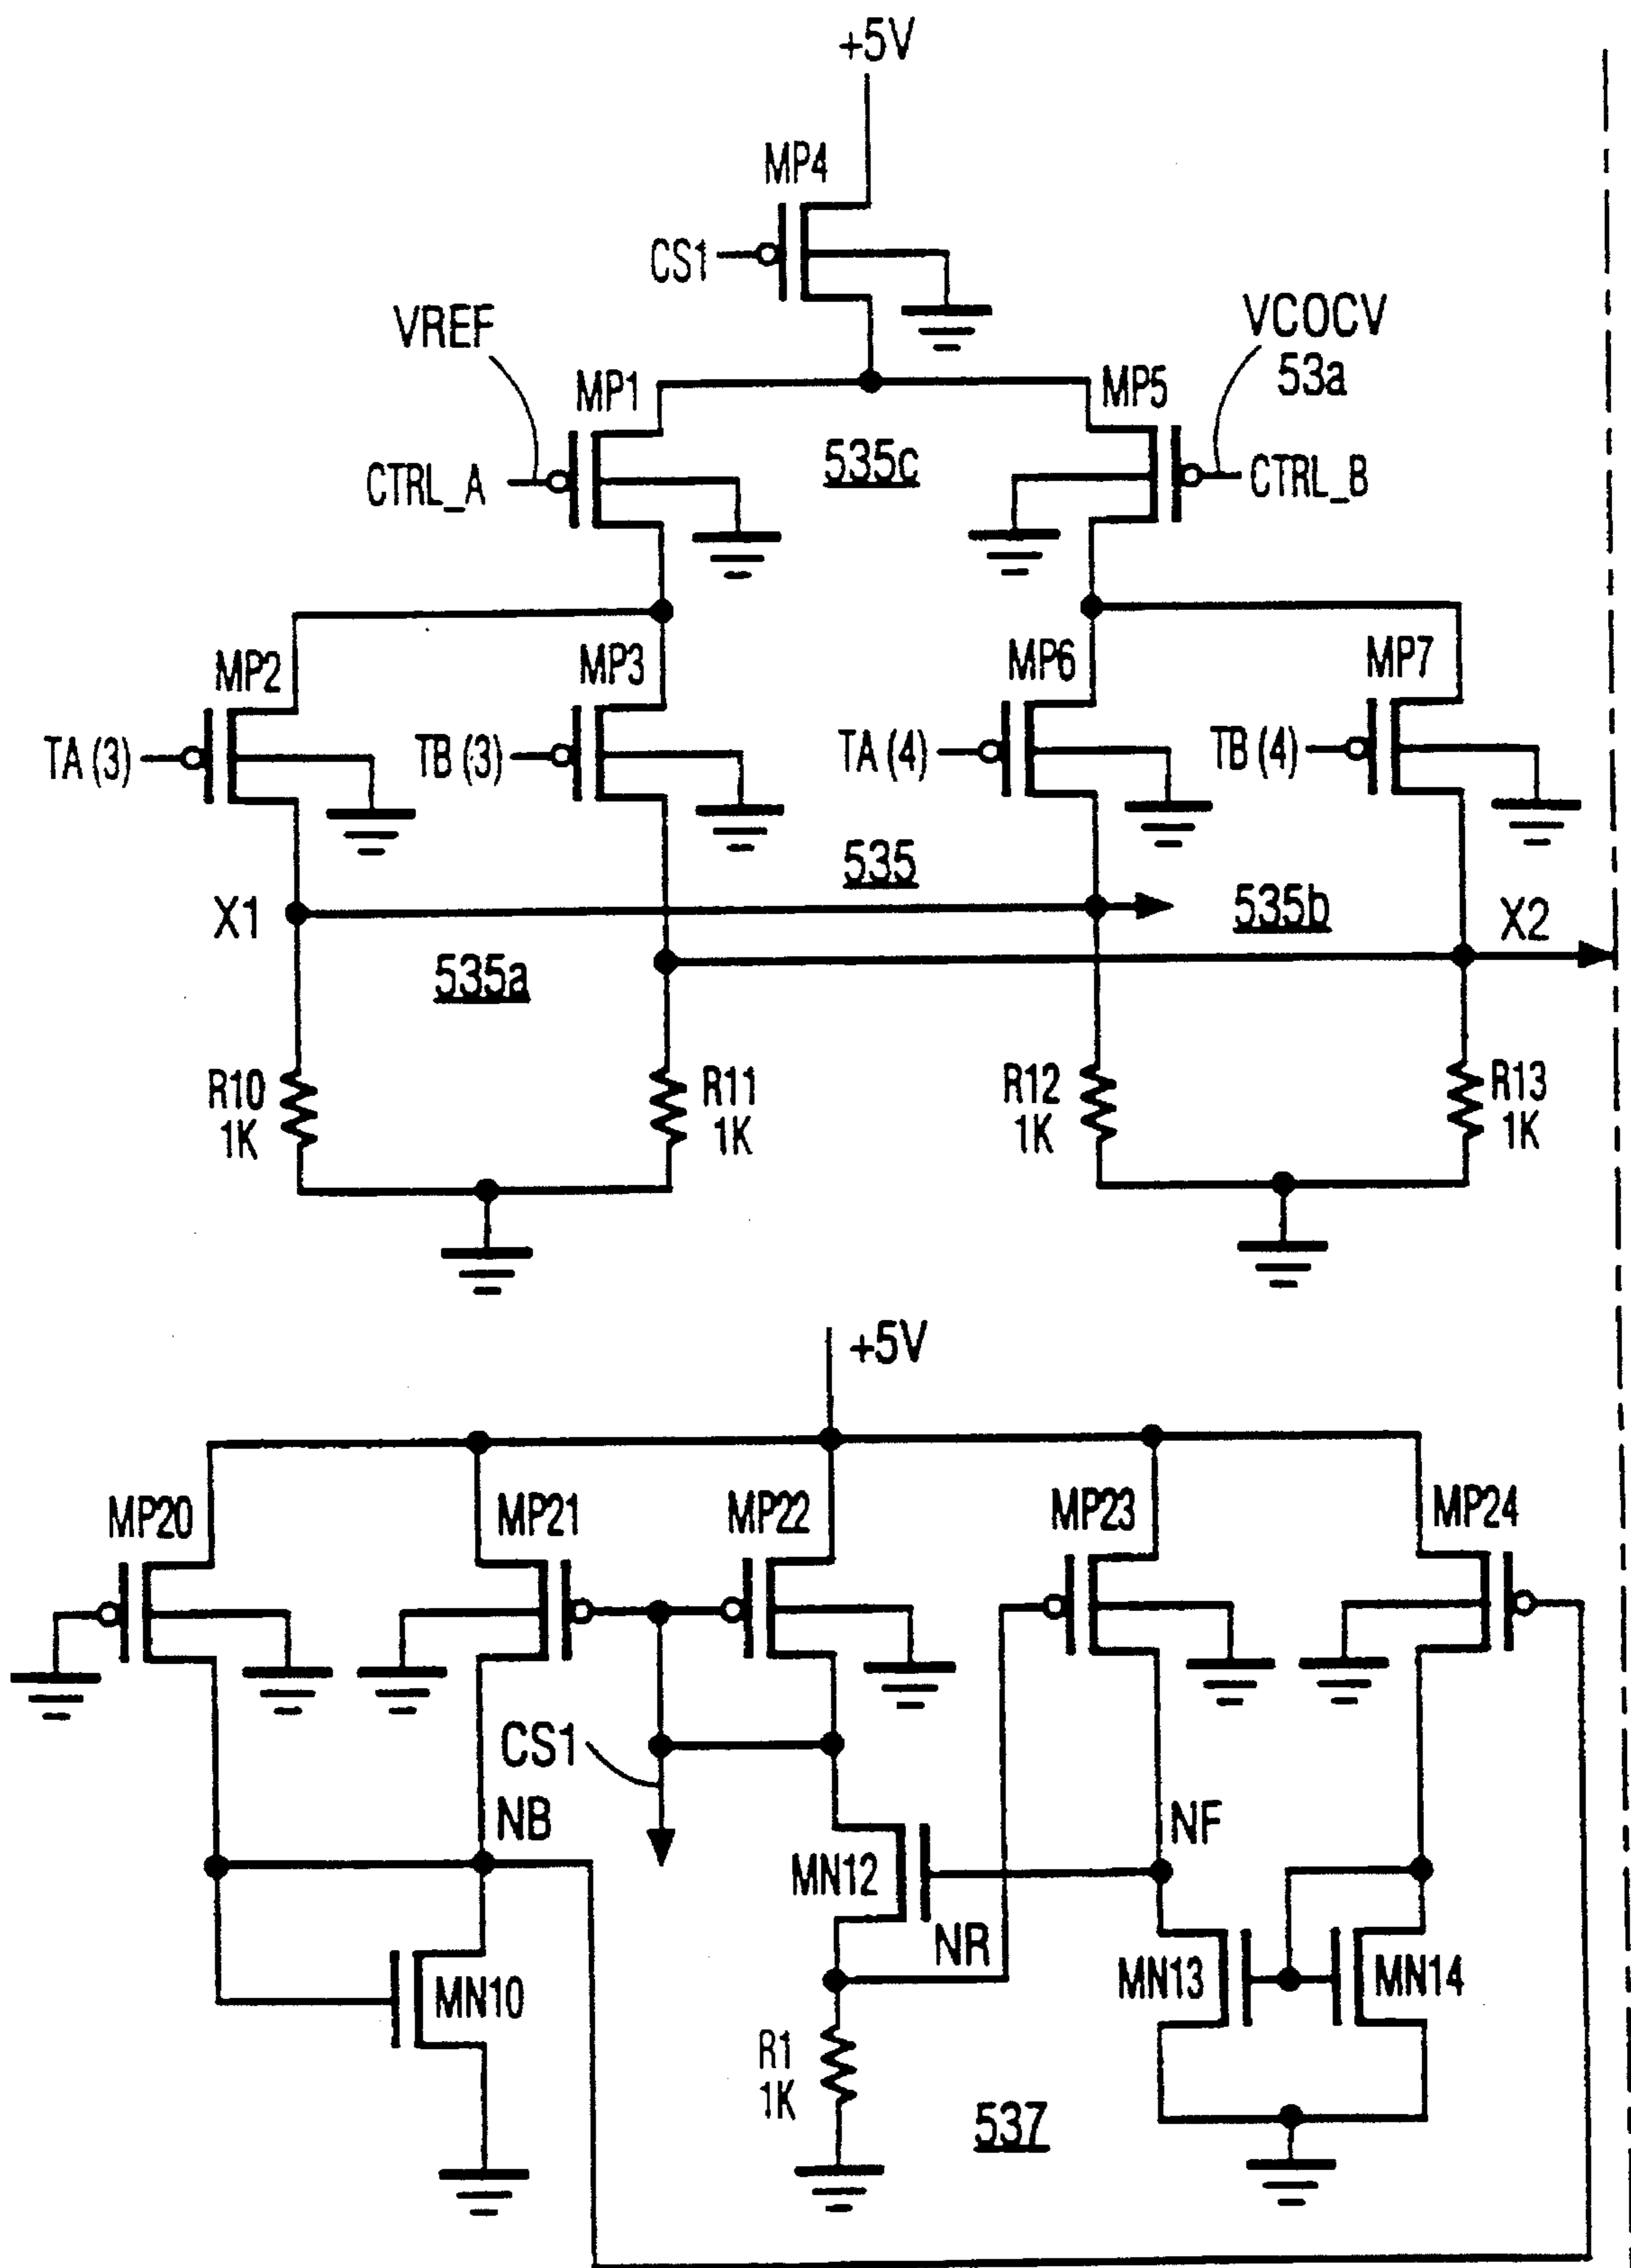 +5V
MP4
CS1
VREF
VCOCV
53a
MP1
MP5
535c
CTRL_A
CTRL_B
MP2
MP3
MP6
MP7
TA (3)
TB (3)
TA (4)
TB (4)
535
X1
535b
X2
535a
R10
1K
R11
1K
R12
1K
R13
1K
+5V
MP20
MP21
MP22
MP23
MP24
CS1
NB
NF
MN12
NR
MN10
MN13
MN14
R1
1K
537